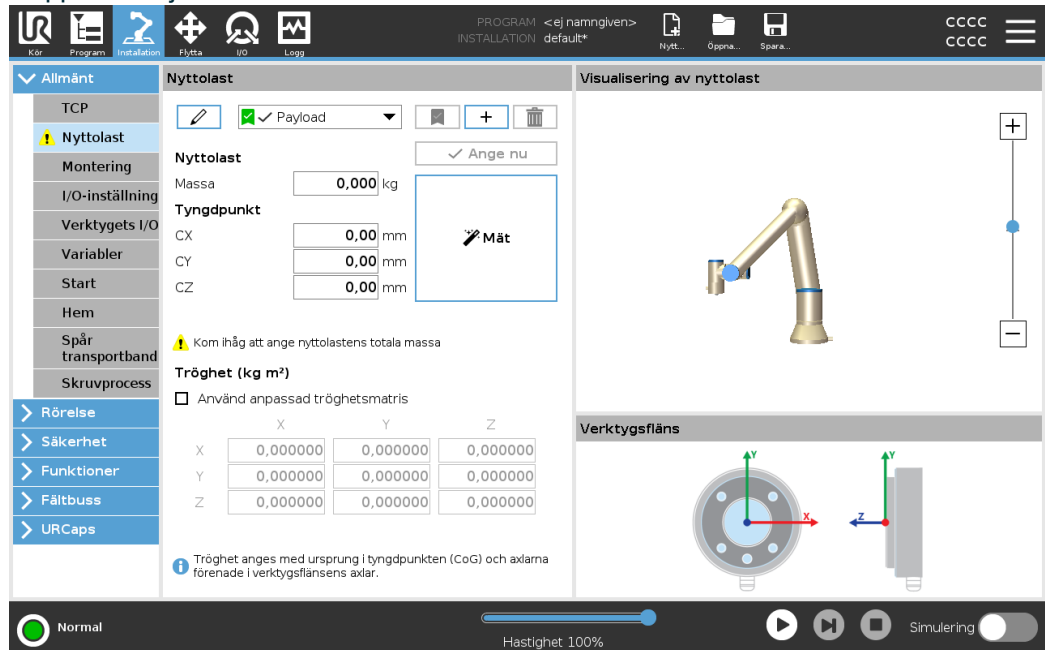 PROGRAM <ej namngiven>
INSTALLATION default*
Kör
Program
Installation
Flytta
I/O
Logg
Nytt...
Öppna...
Spara...
cccc
cccc
Allmänt
TCP
Nyttolast
Montering
I/O-inställning
Verktygets I/O
Variabler
Start
Hem
Spår
transportband
Skruvprocess
Rörelse
Säkerhet
Funktioner
Fältbuss
URCaps
Nyttolast
Payload
Ange nu
Nyttolast
Massa 0,000 kg
Tyngdpunkt
CX 0,00 mm
CY 0,00 mm
CZ 0,00 mm
Mät
Kom ihåg att ange nyttolastens totala massa
Tröghet (kg m²)
Använd anpassad tröghetsmatris
X Y Z
X 0,000000 0,000000 0,000000
Y 0,000000 0,000000 0,000000
Z 0,000000 0,000000 0,000000
Tröghet anges med ursprung i tyngdpunkten (CoG) och axlarna
förenade i verktygsflänsens axlar.
Visualisering av nyttolast
Verktygsfläns
Y
X
Y
Z
Normal
Hastighet 100%
Simulering